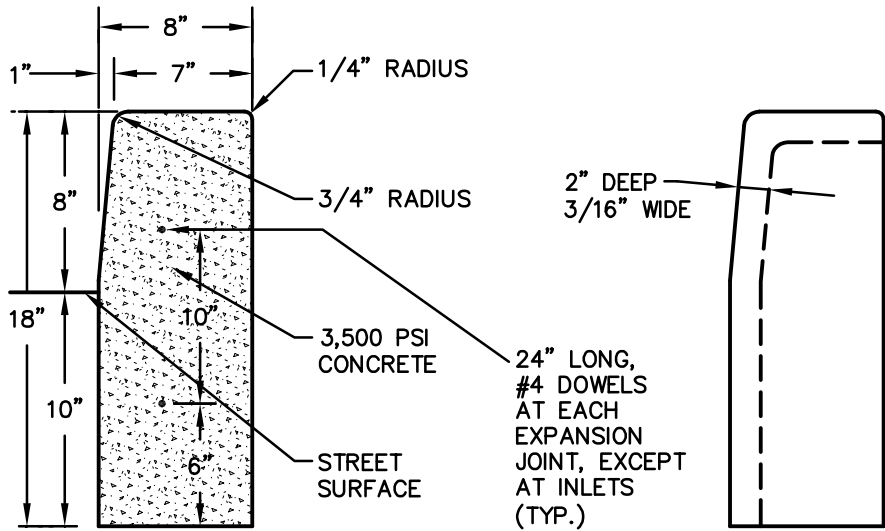 8"
1"
7"
1/4" RADIUS
8"
3/4" RADIUS
2" DEEP
3/16" WIDE
18"
10"
3,500 PSI
CONCRETE
10"
24" LONG,
#4 DOWELS
AT EACH
EXPANSION
JOINT, EXCEPT
AT INLETS
(TYP.)
6"
STREET
SURFACE